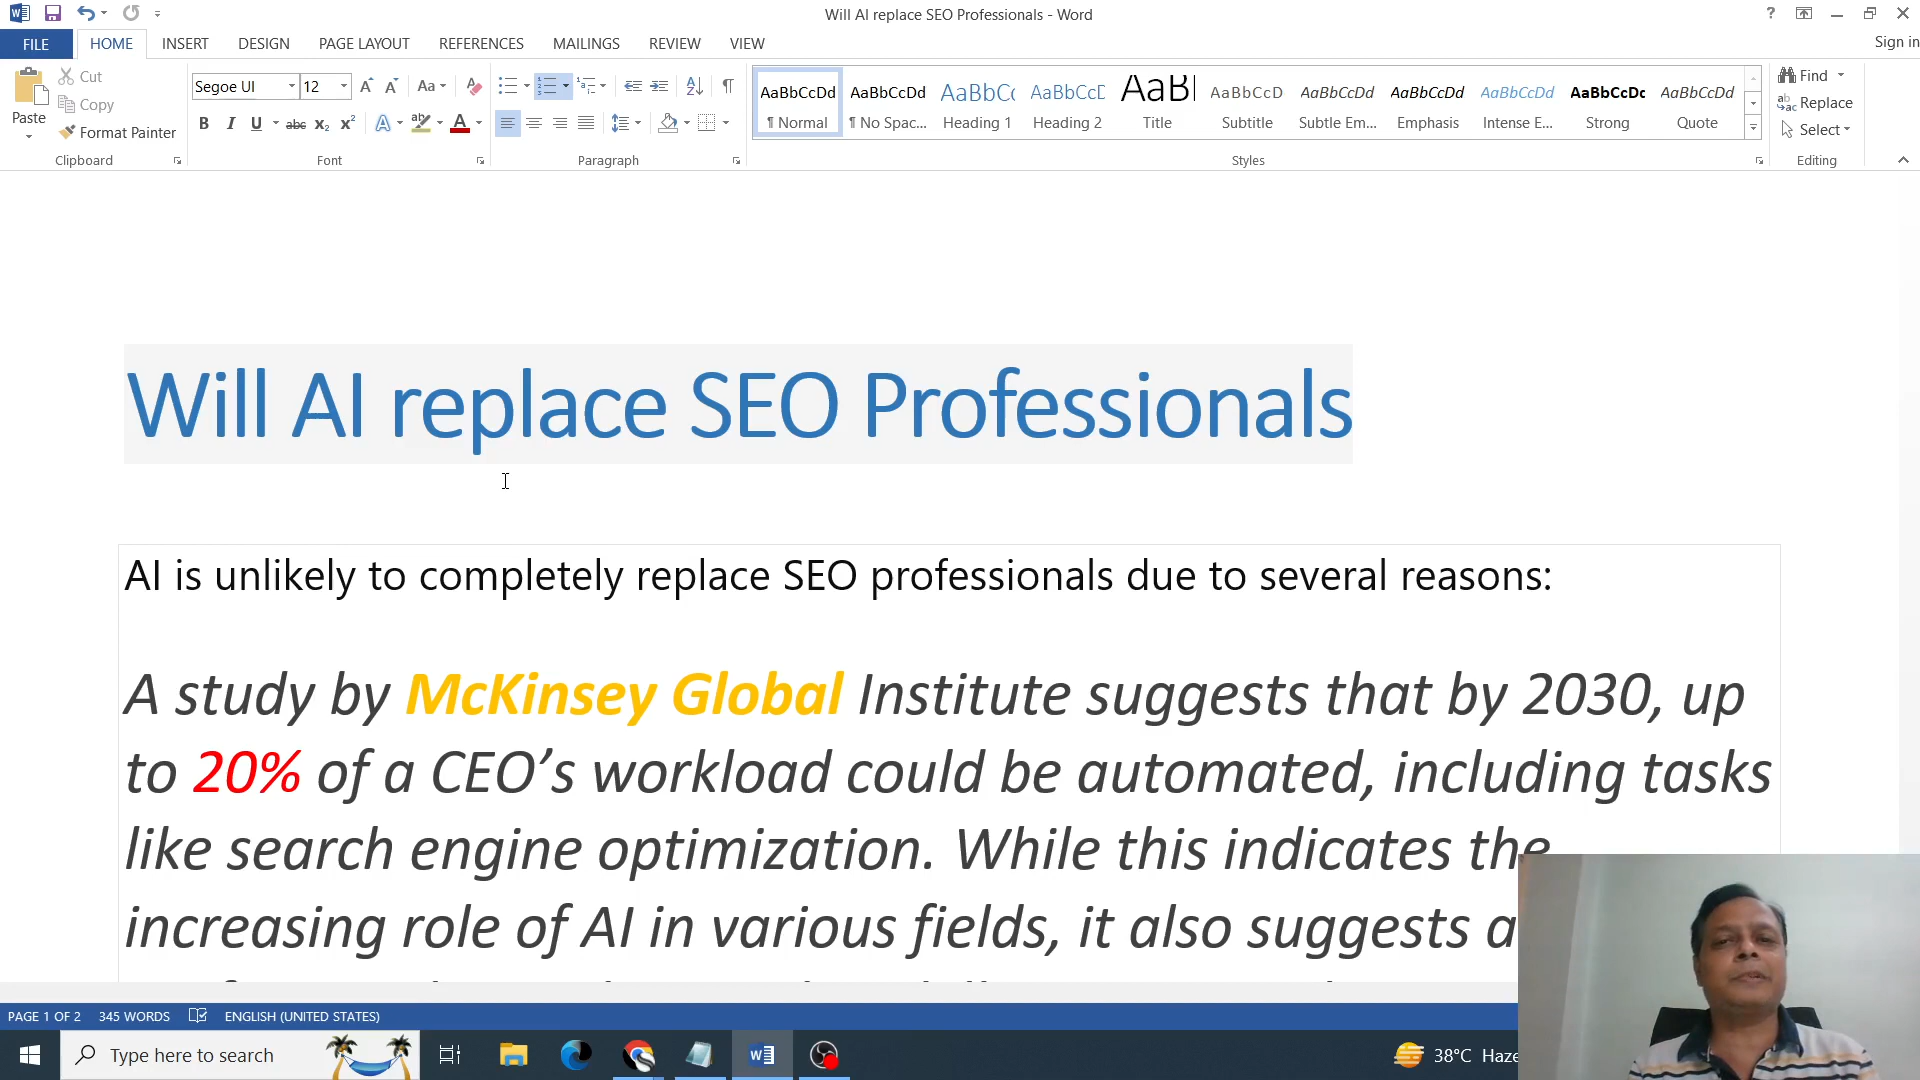 Will AI replace SEO Professionals - Word
?
Sign in
FILE HOME INSERT DESIGN PAGE LAYOUT REFERENCES MAILINGS REVIEW VIEW
Paste
Cut
Copy
Format Painter
Clipboard
Segoe UI 12
Aa
B I U abc x₂ x² A A
Font
Paragraph
AaBbCcDd AaBbCcDd AaBbCc AaBbCcD AaBb AaBbCcD AaBbCcDd AaBbCcDd AaBbCcDd AaBbCcDc AaBbCcDd
¶ Normal ¶ No Spac... Heading 1 Heading 2 Title Subtitle Subtle Em... Emphasis Intense E... Strong Quote
Styles
Find
Replace
Select
Editing
Will AI replace SEO Professionals
AI is unlikely to completely replace SEO professionals due to several reasons:
A study by McKinsey Global Institute suggests that by 2030, up
to 20% of a CEO’s workload could be automated, including tasks
like search engine optimization. While this indicates the
increasing role of AI in various fields, it also suggests a
PAGE 1 OF 2 345 WORDS ENGLISH (UNITED STATES)
Type here to search
38°C Haze